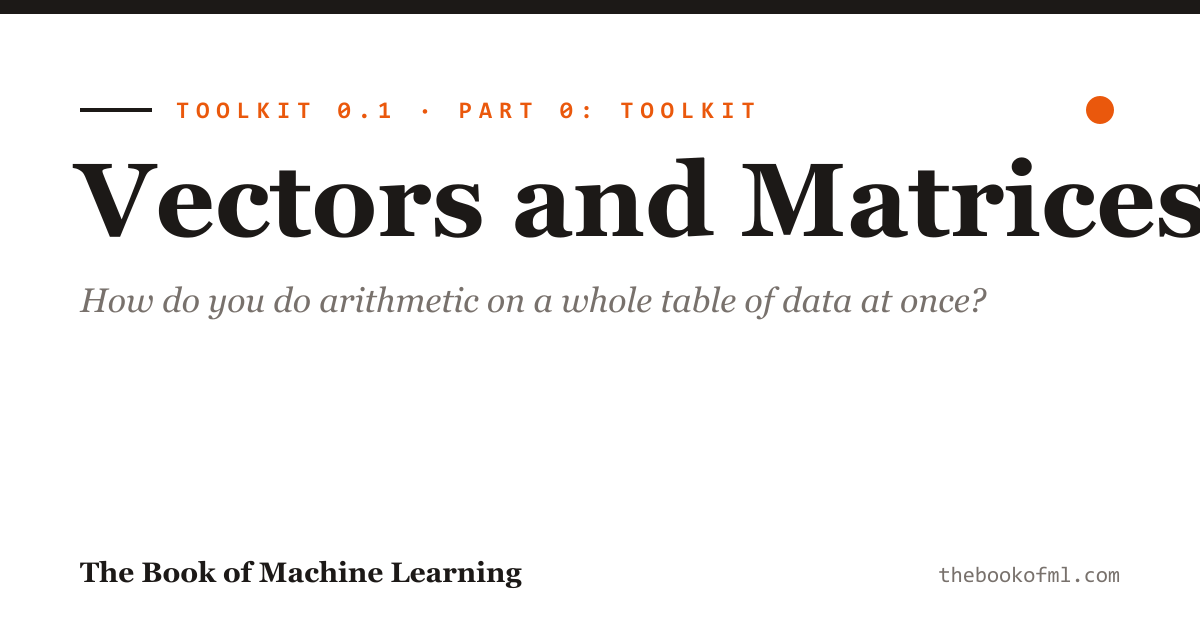 TOOLKIT 0.1 · PART 0: TOOLKIT
Vectors and Matrices
How do you do arithmetic on a whole table of data at once?
The Book of Machine Learning
thebookofml.com